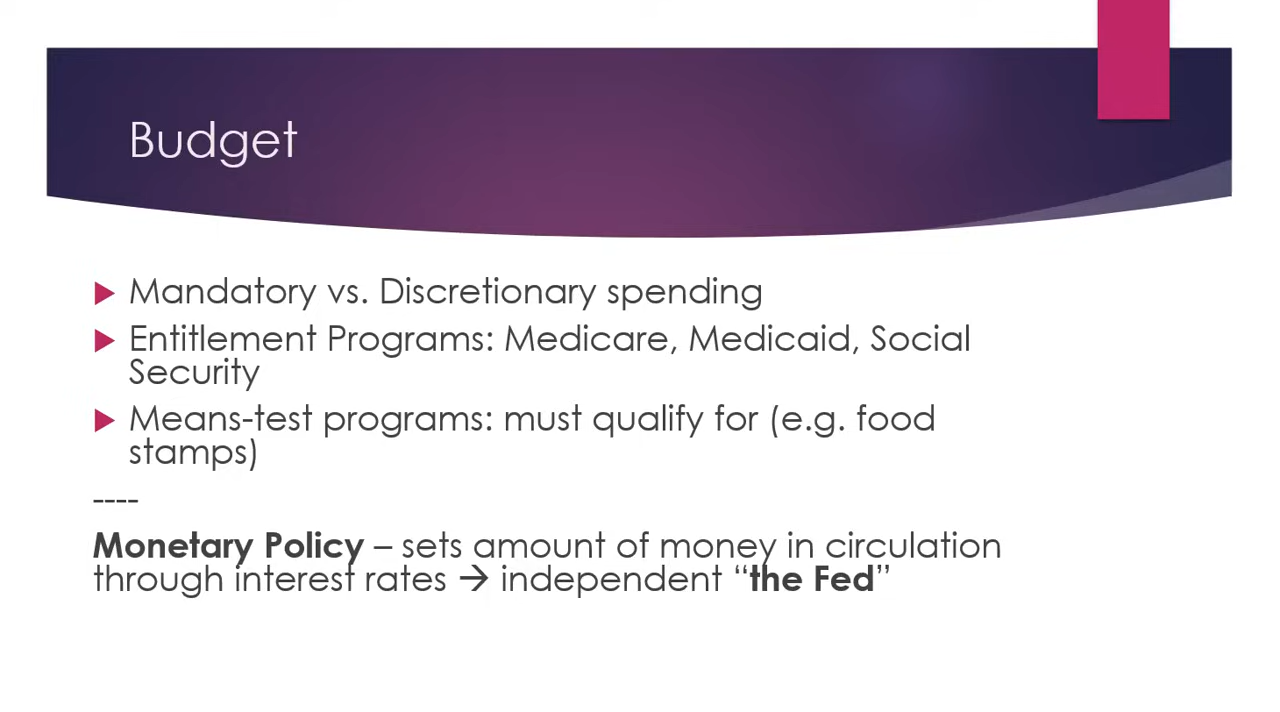 Budget
Mandatory vs. Discretionary spending
Entitlement Programs: Medicare, Medicaid, Social
Security
Means-test programs: must qualify for (e.g. food
stamps)
----
Monetary Policy – sets amount of money in circulation
through interest rates → independent “the Fed”